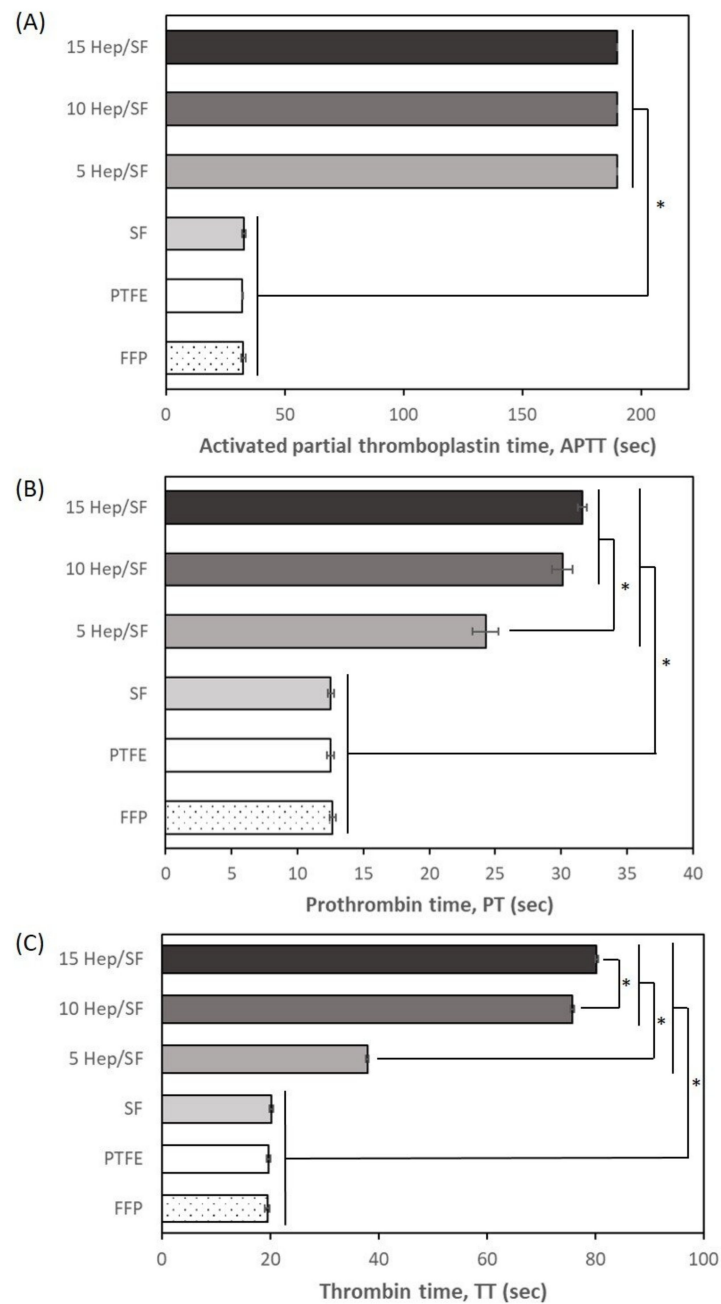 (A)
15 Hep/SF
10 Hep/SF
5 Hep/SF
SF
*
PTFE
FFP
0 50 100 150 200
Activated partial thromboplastin time, APTT (sec)
(B)
15 Hep/SF
10 Hep/SF
*
5 Hep/SF
*
SF
PTFE
FFP
0 5 10 15 20 25 30 35 40
Prothrombin time, PT (sec)
(C)
15 Hep/SF
*
10 Hep/SF
*
5 Hep/SF
*
SF
PTFE
FFP
0 20 40 60 80 100
Thrombin time, TT (sec)